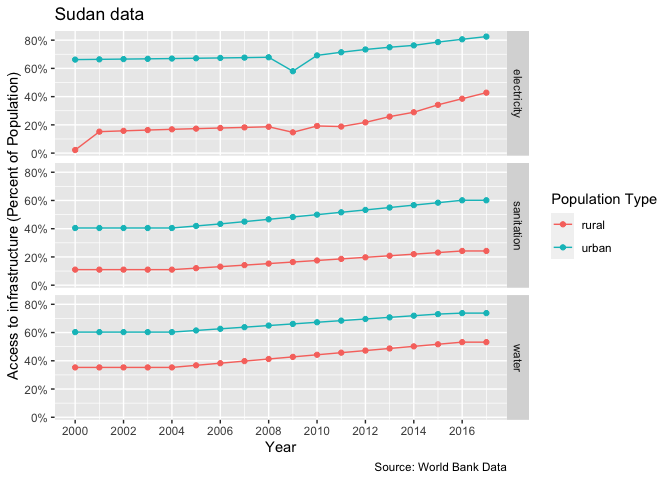 Sudan data
Access to infrastructure (Percent of Population)
80%
60%
40%
20%
0%
electricity
80%
60%
40%
20%
0%
sanitation
80%
60%
40%
20%
0%
water
2000 2002 2004 2006 2008 2010 2012 2014 2016
Year
Population Type
rural
urban
Source: World Bank Data